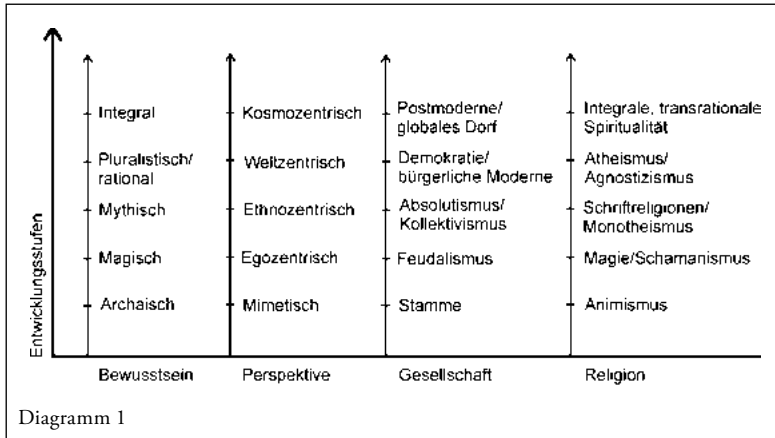 Entwicklungsstufen
Integral
Pluralistisch/
rational
Mythisch
Magisch
Archaisch
Bewusstsein
Kosmozentrisch
Weltzentrisch
Ethnozentrisch
Egozentrisch
Mimetisch
Perspektive
Postmoderne/
globales Dorf
Demokratie/
bürgerliche Moderne
Absolutismus/
Kollektivismus
Feudalismus
Stamme
Gesellschaft
Integrale, transrationale
Spiritualität
Atheismus/
Agnostizismus
Schriftreligionen/
Monotheismus
Magie/Schamanismus
Animismus
Religion
Diagramm 1